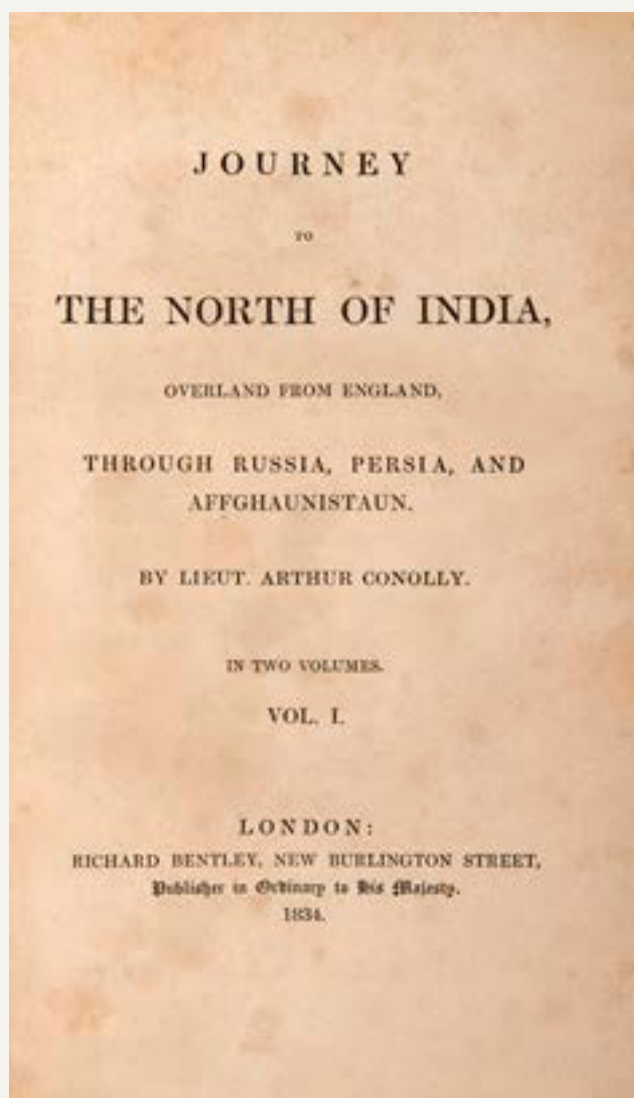 JOURNEY
TO
THE NORTH OF INDIA,
OVERLAND FROM ENGLAND,
THROUGH RUSSIA, PERSIA, AND
AFFGHAUNISTAUN.
BY LIEUT. ARTHUR CONOLLY.
IN TWO VOLUMES.
VOL. I.
LONDON:
RICHARD BENTLEY, NEW BURLINGTON STREET,
Publisher in Ordinary to His Majesty.
1834.